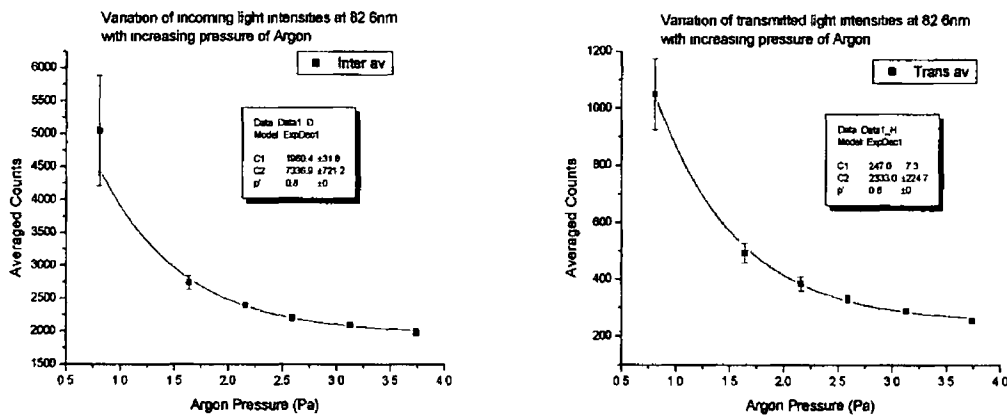 Variation of incoming light intensities at 82 6nm
with increasing pressure of Argon
Inter av
Data Data1_D
Model ExpDec1
C1 1960.4 ±31.8
C2 7336.9 ±721.2
p' 0.8 ±0
Averaged Counts
6000
5500
5000
4500
4000
3500
3000
2500
2000
1500
0 5
1.0
1.5
2.0
2.5
3.0
3.5
4.0
Argon Pressure (Pa)
Variation of transmitted light intensities at 82 6nm
with increasing pressure of Argon
Trans av
Data Data1_H
Model ExpDec1
C1 247.0 7.3
C2 2333.0 ±224.7
p' 0.8 ±0
Averaged Counts
1200
1000
800
600
400
200
0.5
1.0
1.5
2.0
2.5
3.0
3.5
4 0
Argon Pressure (Pa)